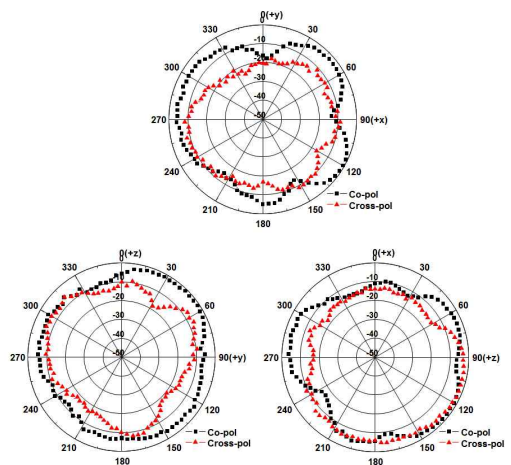 0(+y)
-10 330 30
-20
300 -30 60
-40
-50
270 90(+x)
240 120
210 150
180
Co-pol
Cross-pol
0(+z)
-10 330 30
-20
300 -30 60
-40
-50
270 90(+y)
240 120
210 150
180
Co-pol
Cross-pol
0(+x)
-10 330 30
-20
300 -30 60
-40
-50
270 90(+z)
240 120
210 150
180
Co-pol
Cross-pol